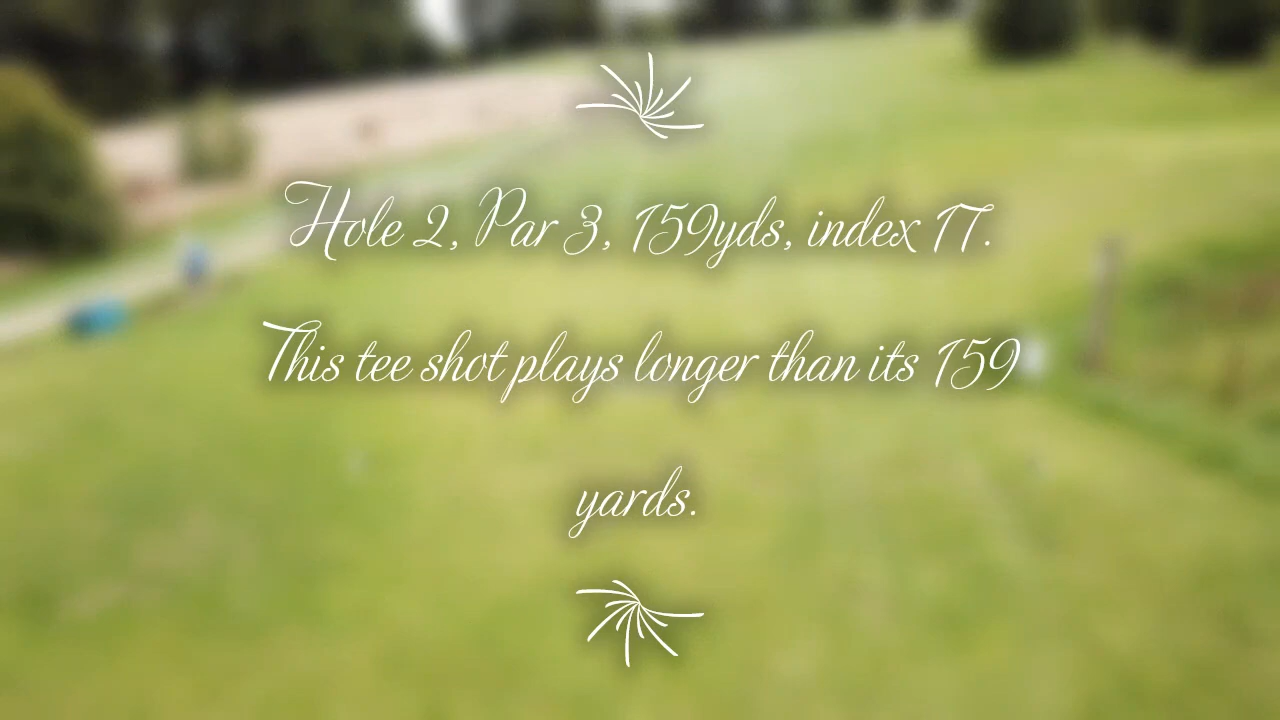 Hole 2, Par 3, 159yds, index 17.
This tee shot plays longer than its 159
yards.